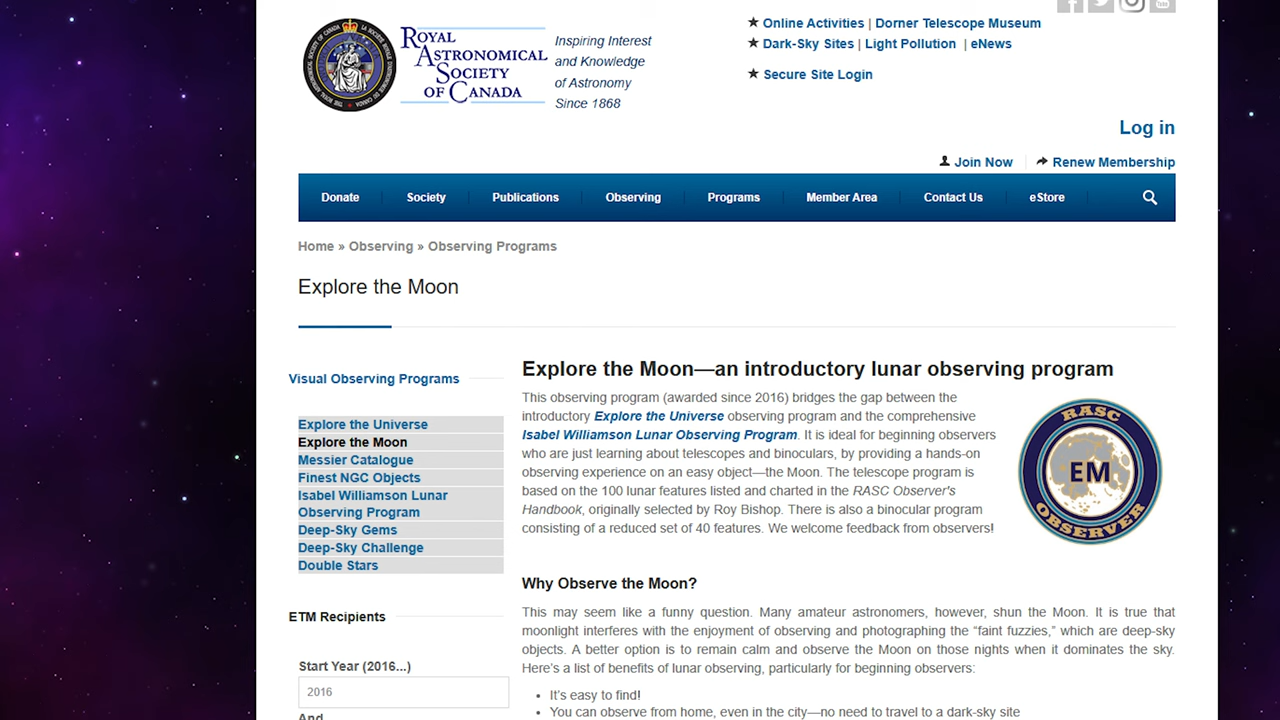 ROYAL
ASTRONOMICAL
SOCIETY
OF CANADA
Inspiring Interest
and Knowledge
of Astronomy
Since 1868
Online Activities | Dorner Telescope Museum
Dark-Sky Sites | Light Pollution | eNews
Secure Site Login
Log in
Join Now
Renew Membership
Donate
Society
Publications
Observing
Programs
Member Area
Contact Us
eStore
Home » Observing » Observing Programs
Explore the Moon
Visual Observing Programs
Explore the Universe
Explore the Moon
Messier Catalogue
Finest NGC Objects
Isabel Williamson Lunar
Observing Program
Deep-Sky Gems
Deep-Sky Challenge
Double Stars
ETM Recipients
Start Year (2016...)
2016
And
Explore the Moon—an introductory lunar observing program
This observing program (awarded since 2016) bridges the gap between the
introductory Explore the Universe observing program and the comprehensive
Isabel Williamson Lunar Observing Program. It is ideal for beginning observers
who are just learning about telescopes and binoculars, by providing a hands-on
observing experience on an easy object—the Moon. The telescope program is
based on the 100 lunar features listed and charted in the RASC Observer's
Handbook, originally selected by Roy Bishop. There is also a binocular program
consisting of a reduced set of 40 features. We welcome feedback from observers!
RASC
EM
OBSERVER
Why Observe the Moon?
This may seem like a funny question. Many amateur astronomers, however, shun the Moon. It is true that
moonlight interferes with the enjoyment of observing and photographing the “faint fuzzies,” which are deep-sky
objects. A better option is to remain calm and observe the Moon on those nights when it dominates the sky.
Here’s a list of benefits of lunar observing, particularly for beginning observers:
• It’s easy to find!
• You can observe from home, even in the city—no need to travel to a dark-sky site